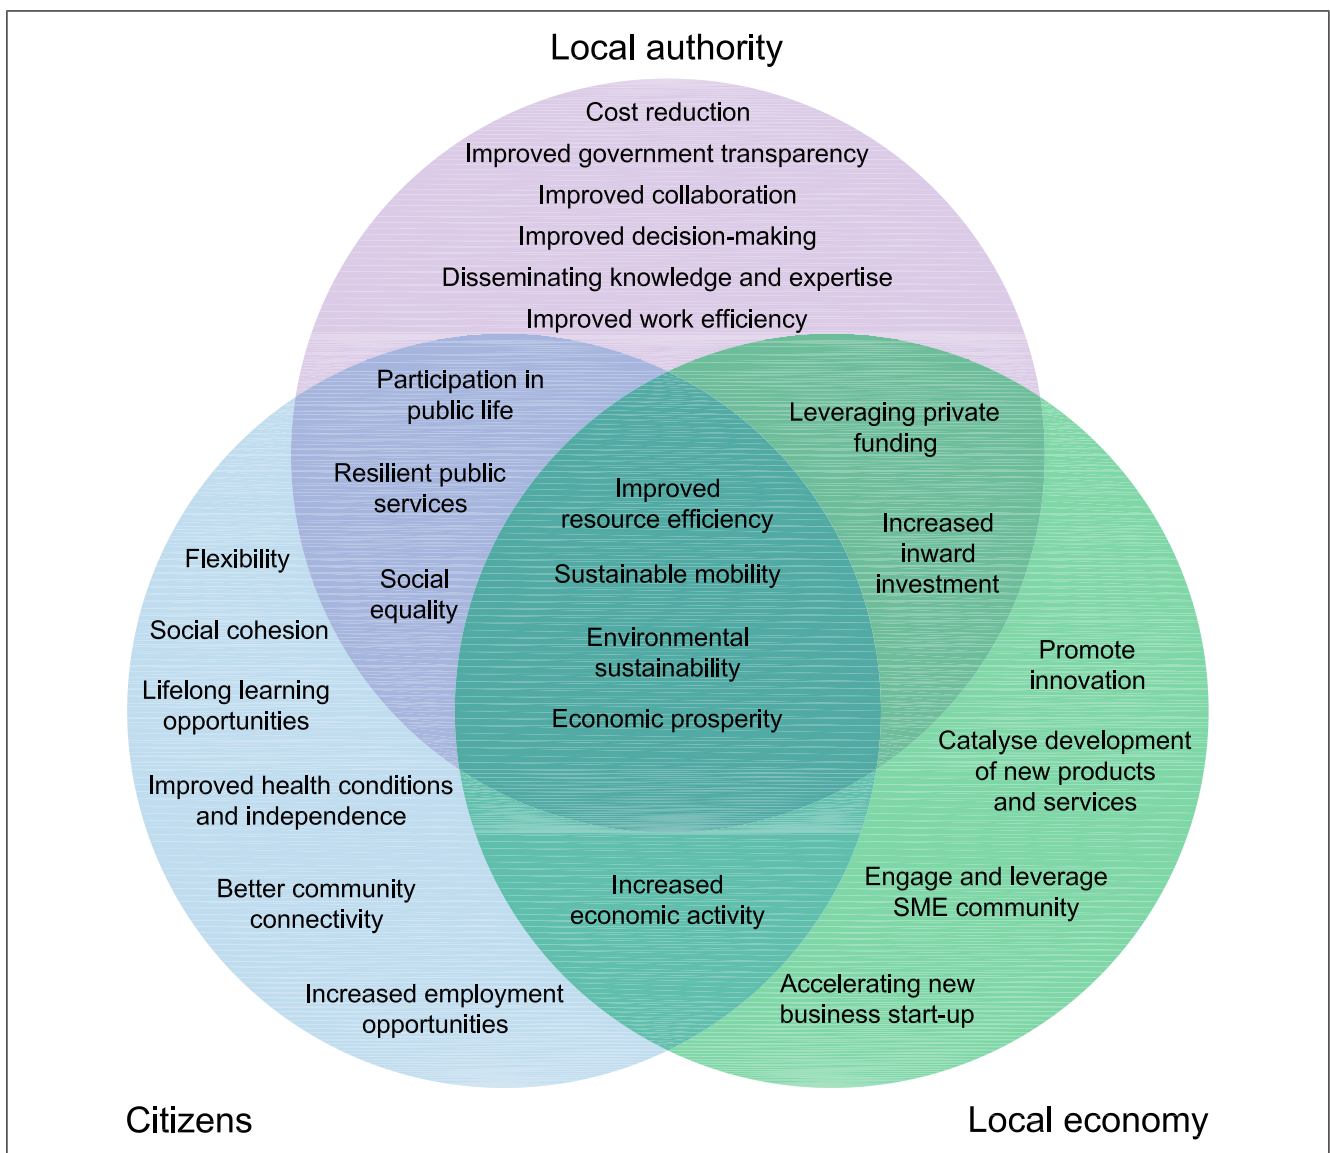 Local authority
Cost reduction
Improved government transparency
Improved collaboration
Improved decision-making
Disseminating knowledge and expertise
Improved work efficiency
Participation in
public life
Resilient public
services
Social
equality
Leveraging private
funding
Increased
inward
investment
Improved
resource efficiency
Sustainable mobility
Environmental
sustainability
Economic prosperity
Flexibility
Social cohesion
Lifelong learning
opportunities
Improved health conditions
and independence
Better community
connectivity
Increased employment
opportunities
Increased
economic activity
Promote
innovation
Catalyse development
of new products
and services
Engage and leverage
SME community
Accelerating new
business start-up
Citizens
Local economy